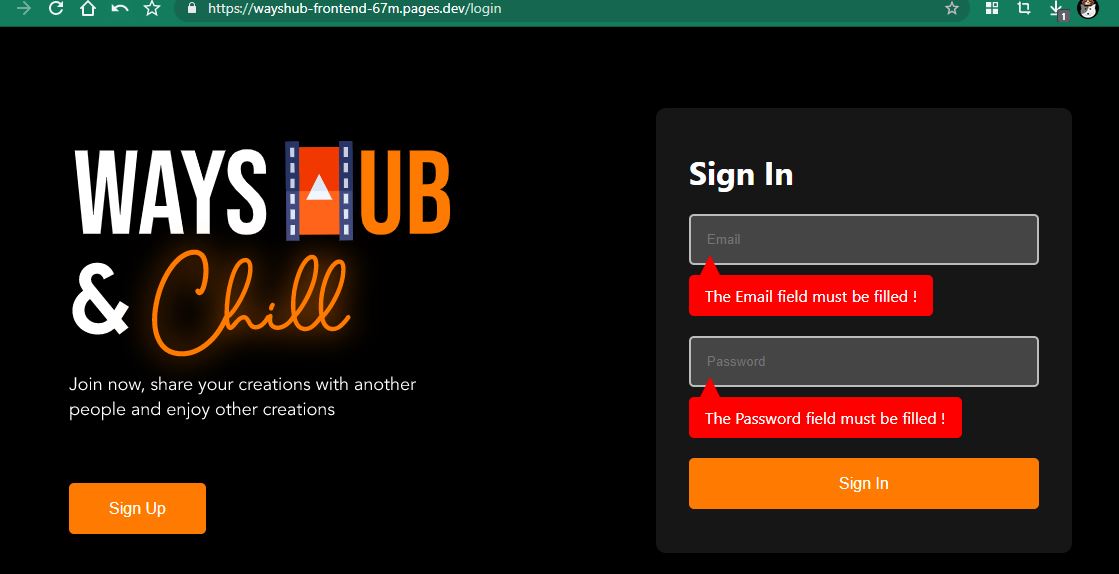 https://wayshub-frontend-67m.pages.dev/login
1
WAYS HUB
& Chill
Join now, share your creations with another
people and enjoy other creations
Sign Up
Sign In
Email
The Email field must be filled !
Password
The Password field must be filled !
Sign In